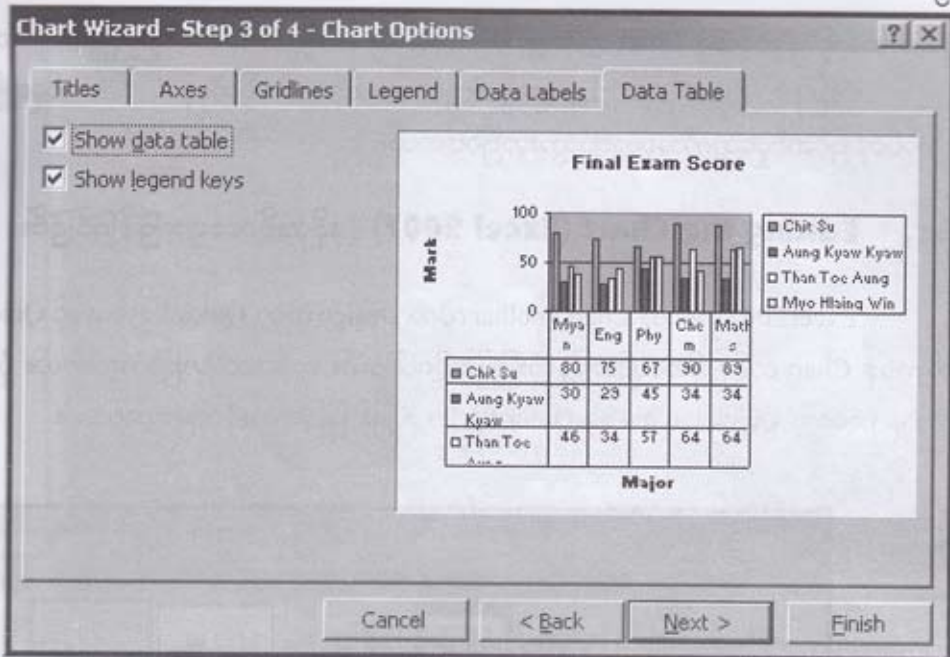 Chart Wizard - Step 3 of 4 - Chart Options
Titles Axes Gridlines Legend Data Labels Data Table
Show data table
Show legend keys
Final Exam Score
Mark
100
50
0
Chit Su
Aung Kyaw Kyaw
Than Toe Aung
Myo Hlaing Win
Mya Eng Phy Che Math
n m s
Chit Su 80 75 67 90 89
Aung Kyaw 30 29 45 34 34
Kyaw
Than Toe 46 34 57 64 64
Major
Cancel < Back Next > Finish